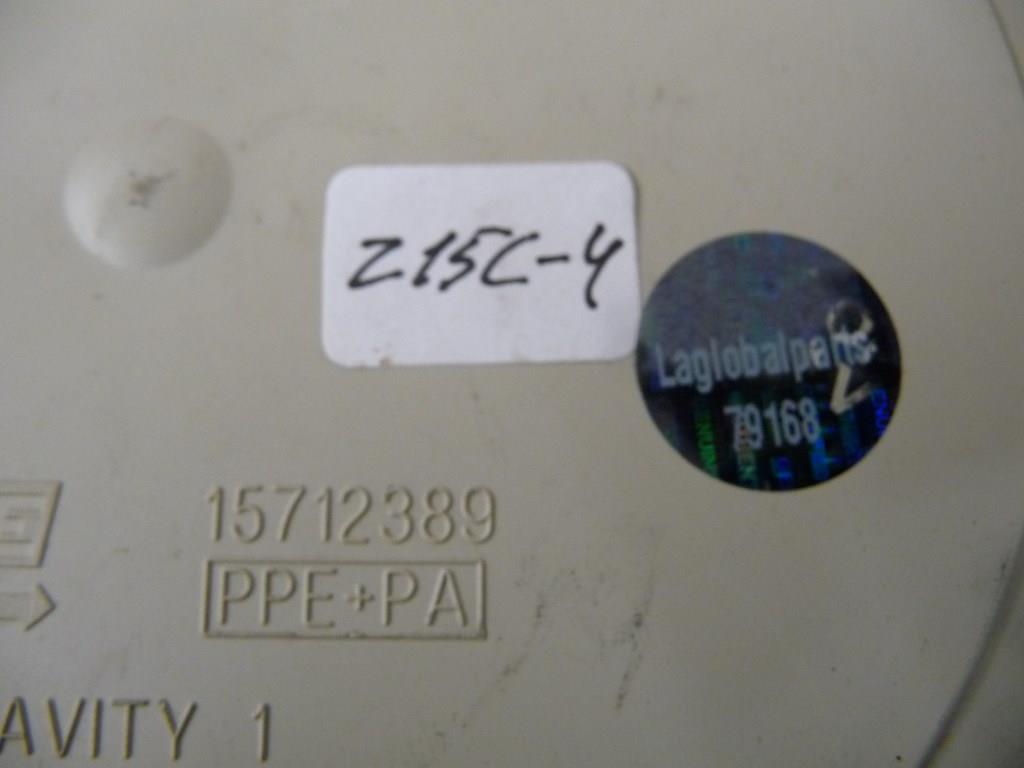 Z15C-4
Laglobalparts
79168
15712389
PPE+PA
AVITY 1